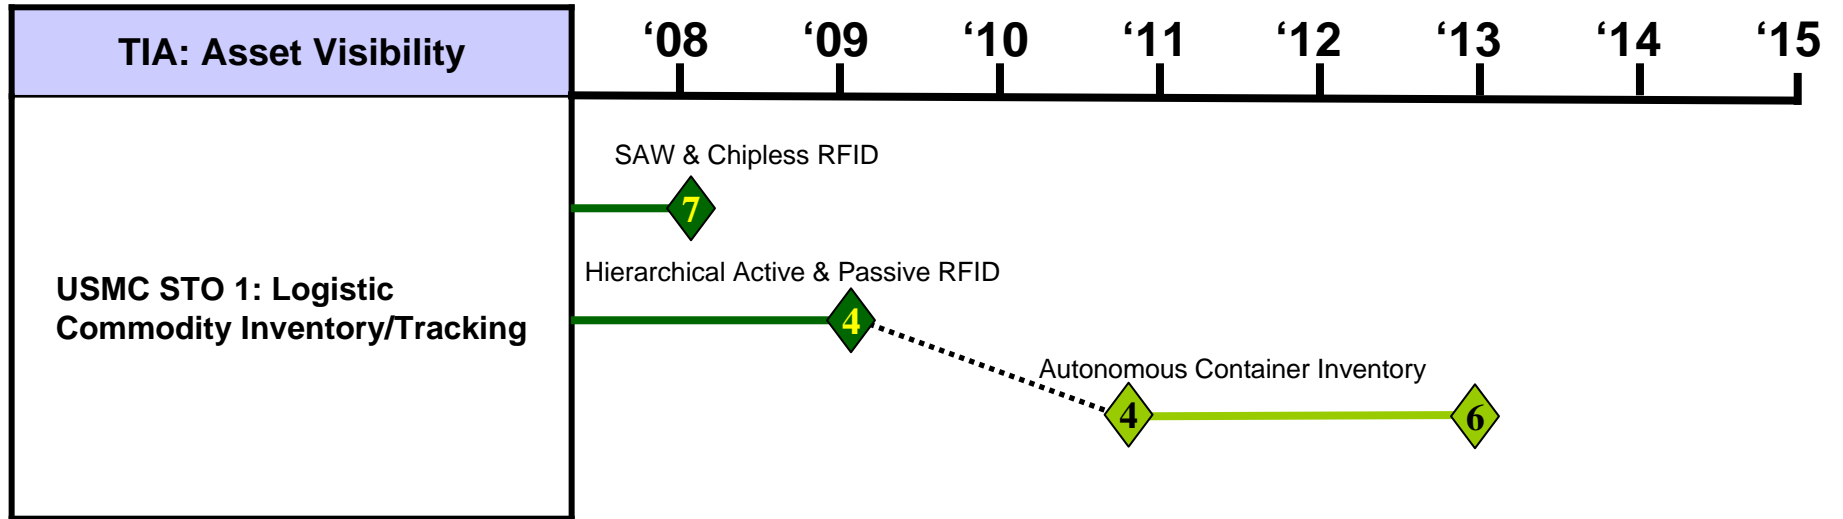 TIA: Asset Visibility
‘08 ‘09 ‘10 ‘11 ‘12 ‘13 ‘14 ‘15
SAW & Chipless RFID
7
Hierarchical Active & Passive RFID
USMC STO 1: Logistic
Commodity Inventory/Tracking
4
Autonomous Container Inventory
4 6